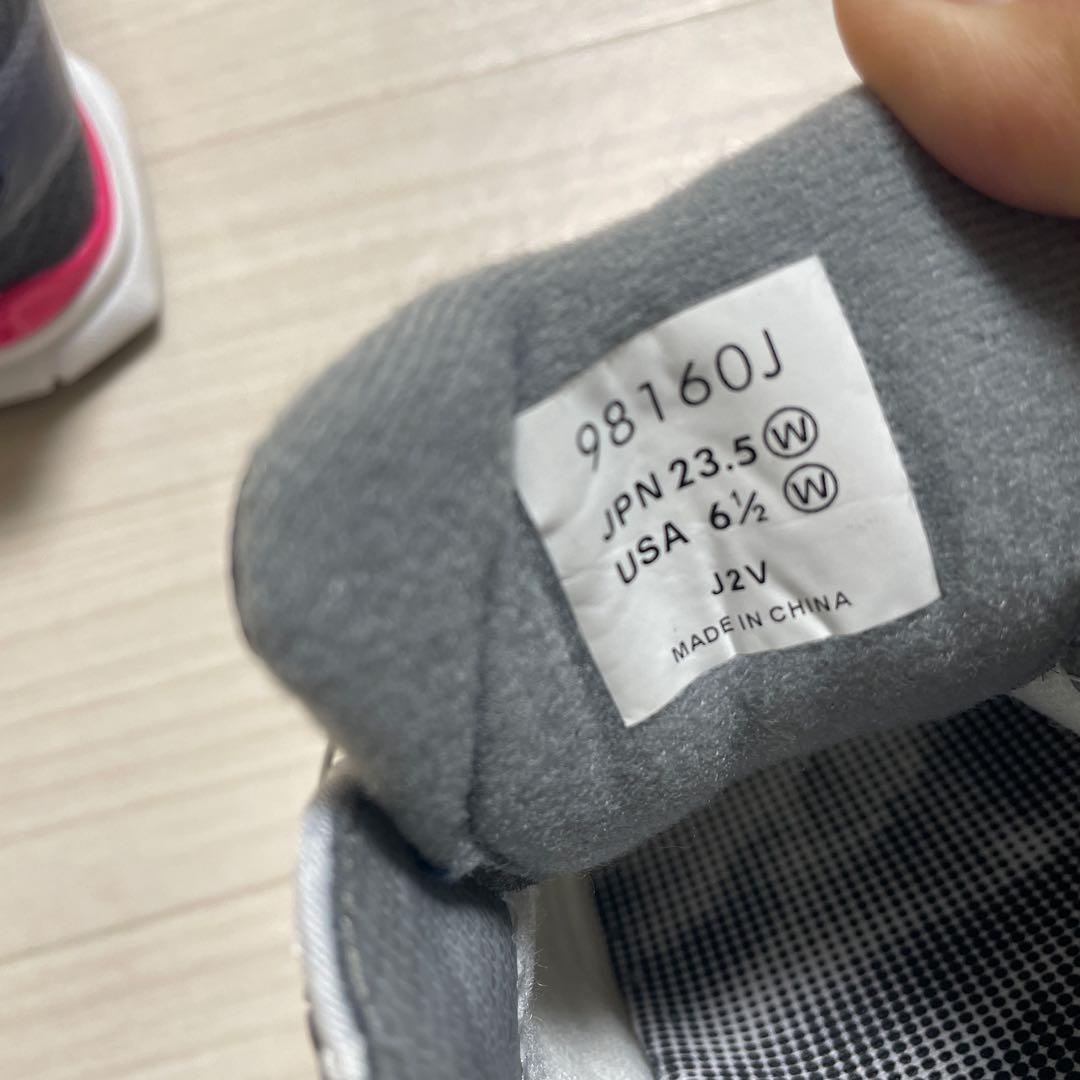 98160J
JPN 23.5 Ⓦ
USA 6½ Ⓦ
J2V
MADE IN CHINA